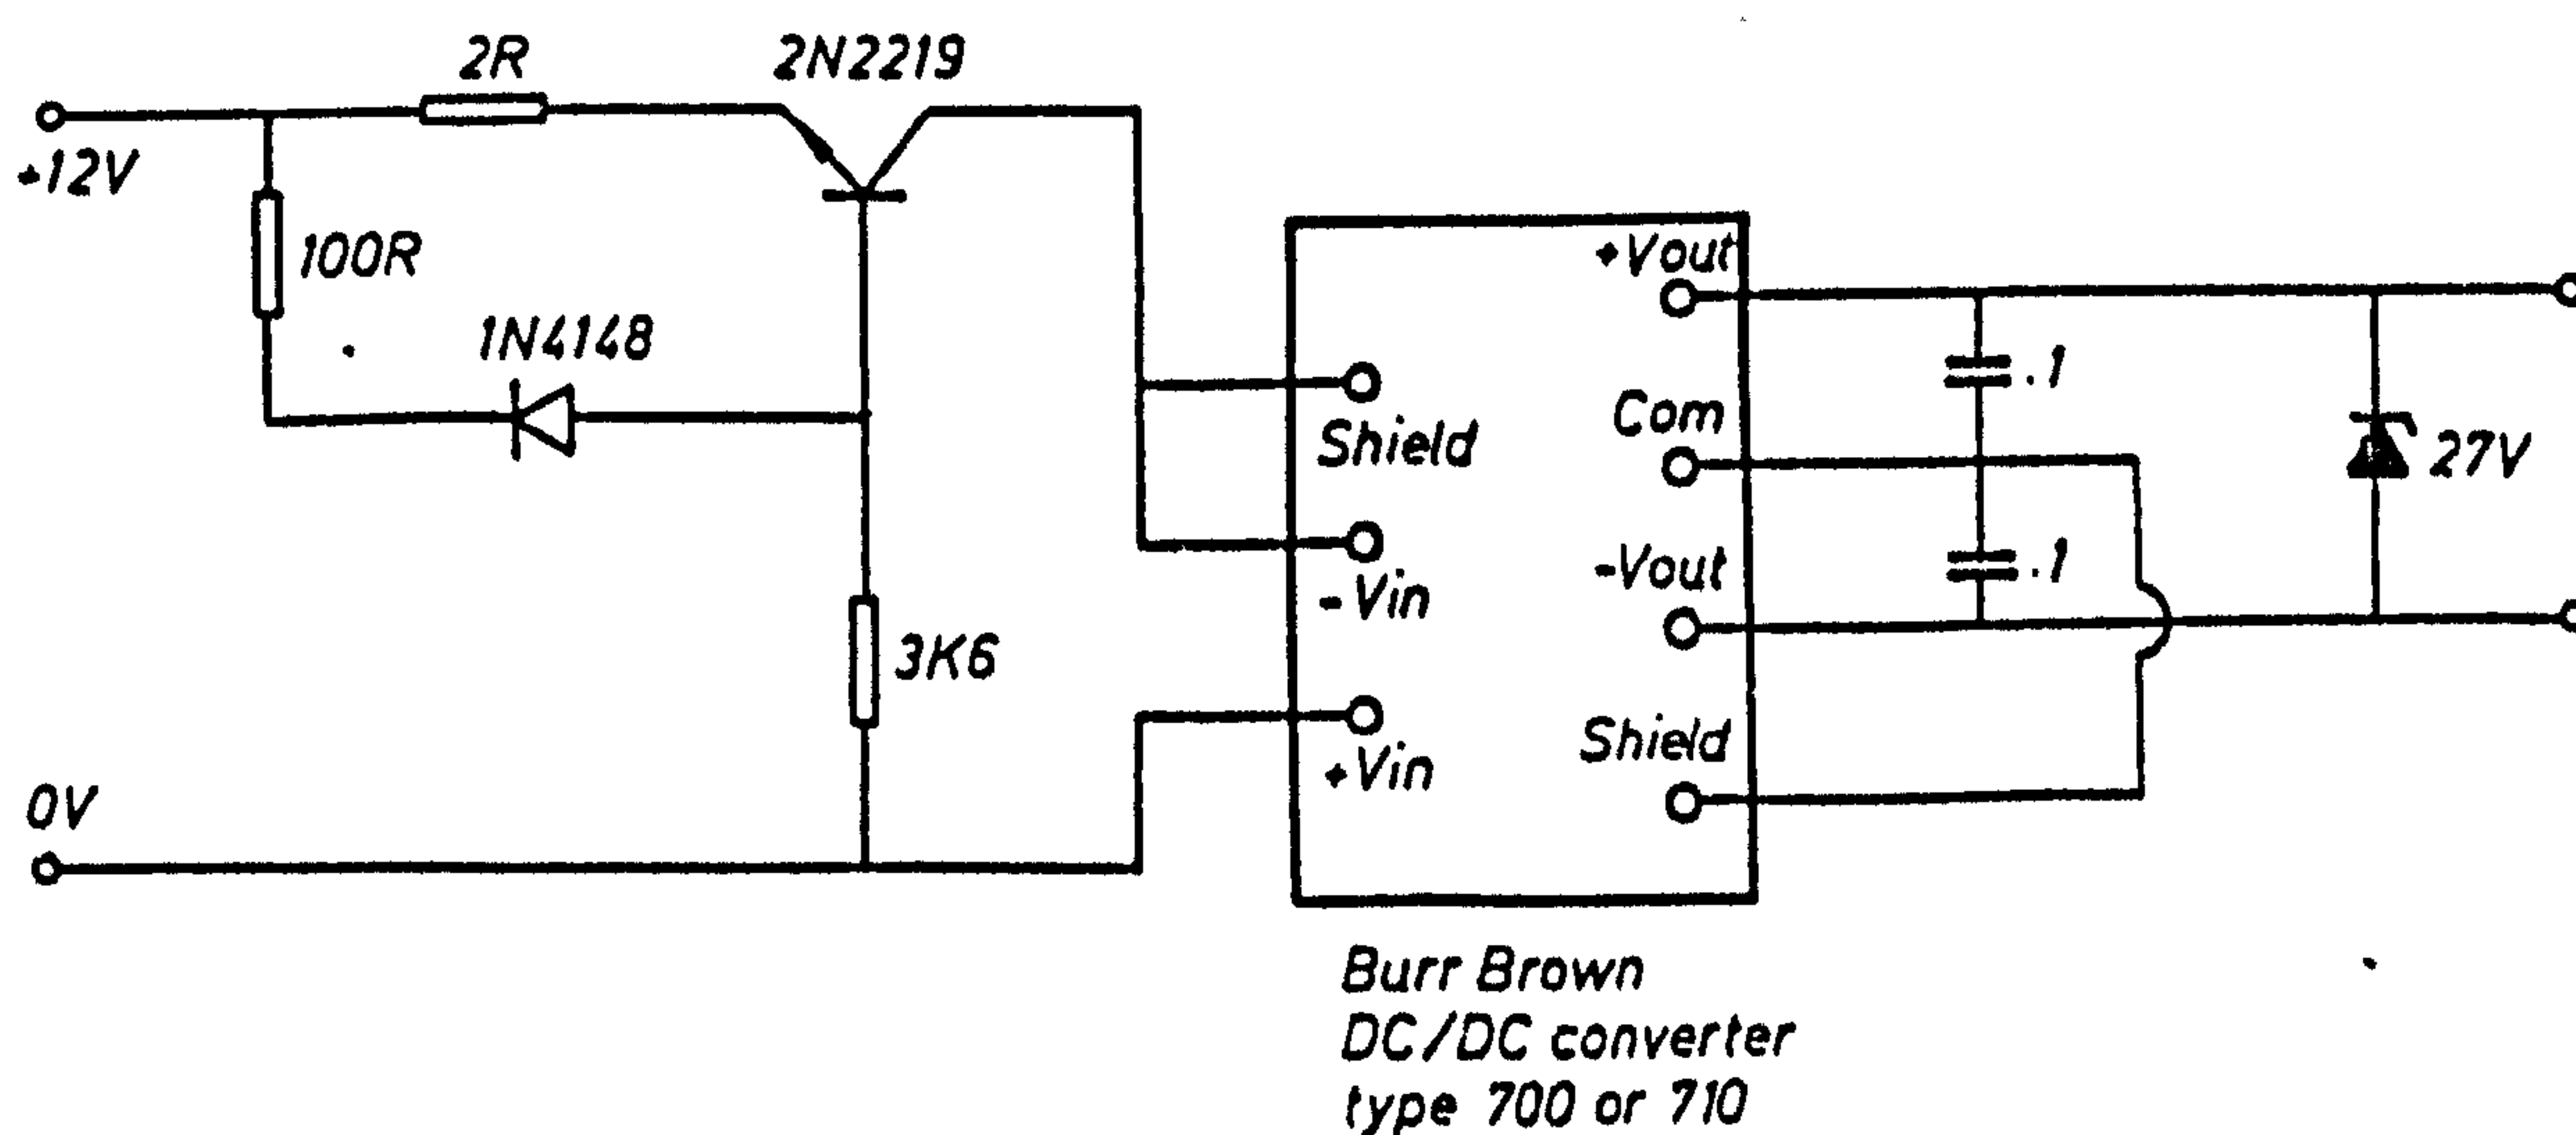 2R
2N2219
+12V
100R
1N4148
3K6
0V
Shield
-Vin
+Vin
+Vout
Com
-Vout
Shield
.1
.1
27V
Burr Brown
DC/DC converter
type 700 or 710